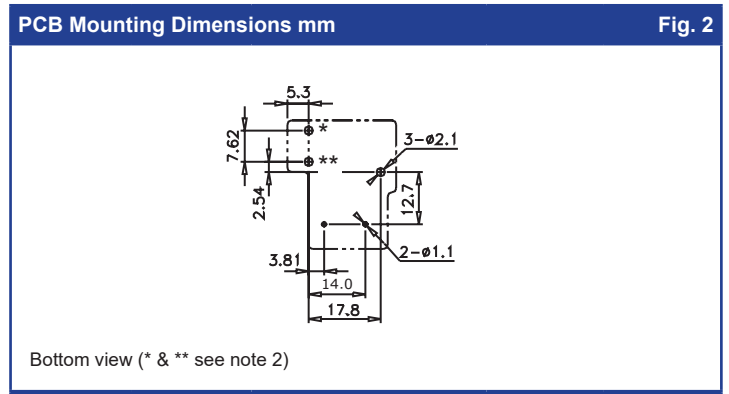 PCB Mounting Dimensions mm Fig. 2
5.3
*
7.62
**
3-ø2.1
2.54
12.7
2-ø1.1
3.81
14.0
17.8
Bottom view (* & ** see note 2)